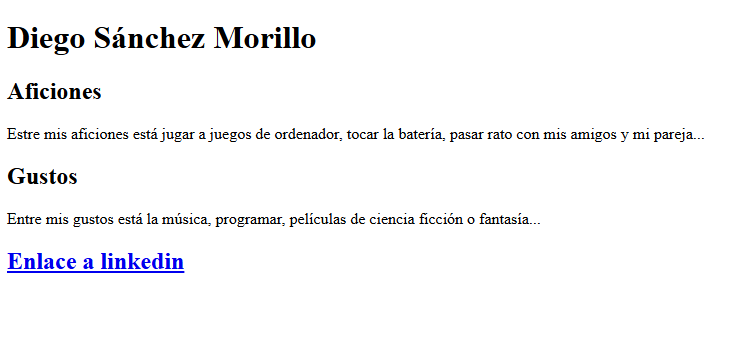 Diego Sánchez Morillo
Aficiones
Estre mis aficiones está jugar a juegos de ordenador, tocar la batería, pasar rato con mis amigos y mi pareja...
Gustos
Entre mis gustos está la música, programar, películas de ciencia ficción o fantasía...
Enlace a linkedin